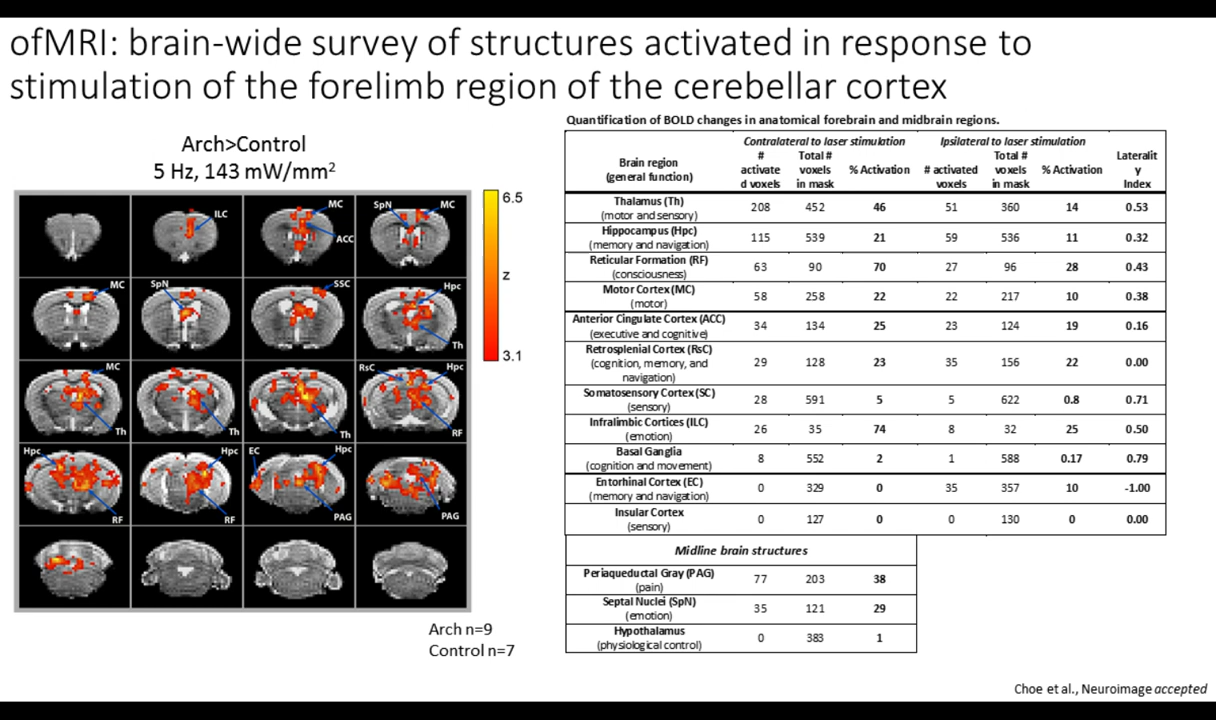 ofMRI: brain-wide survey of structures activated in response to
stimulation of the forelimb region of the cerebellar cortex
Arch>Control
5 Hz, 143 mW/mm²
ILC
MC
ACC
SpN
MC
MC
SpN
SSC
Hpc
Th
MC
Th
Th
Th
RsC
Hpc
RF
Hpc
RF
Hpc
RF
EC
Hpc
PAG
PAG
6.5
z
3.1
Arch n=9
Control n=7
Quantification of BOLD changes in anatomical forebrain and midbrain regions.
Contralateral to laser stimulation Ipsilateral to laser stimulation
Brain region
(general function)
#
activate
d voxels
Total #
voxels
in mask
% Activation
# activated
voxels
Total #
voxels
in mask
% Activation
Lateralit
y
Index
Thalamus (Th)
(motor and sensory)
208 452 46 51 360 14 0.53
Hippocampus (Hpc)
(memory and navigation)
115 539 21 59 536 11 0.32
Reticular Formation (RF)
(consciousness)
63 90 70 27 96 28 0.43
Motor Cortex (MC)
(motor)
58 258 22 22 217 10 0.38
Anterior Cingulate Cortex (ACC)
(executive and cognitive)
34 134 25 23 124 19 0.16
Retrosplenial Cortex (RsC)
(cognition, memory, and
navigation)
29 128 23 35 156 22 0.00
Somatosensory Cortex (SC)
(sensory)
28 591 5 5 622 0.8 0.71
Infralimbic Cortices (ILC)
(emotion)
26 35 74 8 32 25 0.50
Basal Ganglia
(cognition and movement)
8 552 2 1 588 0.17 0.79
Entorhinal Cortex (EC)
(memory and navigation)
0 329 0 35 357 10 -1.00
Insular Cortex
(sensory)
0 127 0 0 130 0 0.00
Midline brain structures
Periaqueductal Gray (PAG)
(pain)
77 203 38
Septal Nuclei (SpN)
(emotion)
35 121 29
Hypothalamus
(physiological control)
0 383 1
Choe et al., Neuroimage accepted